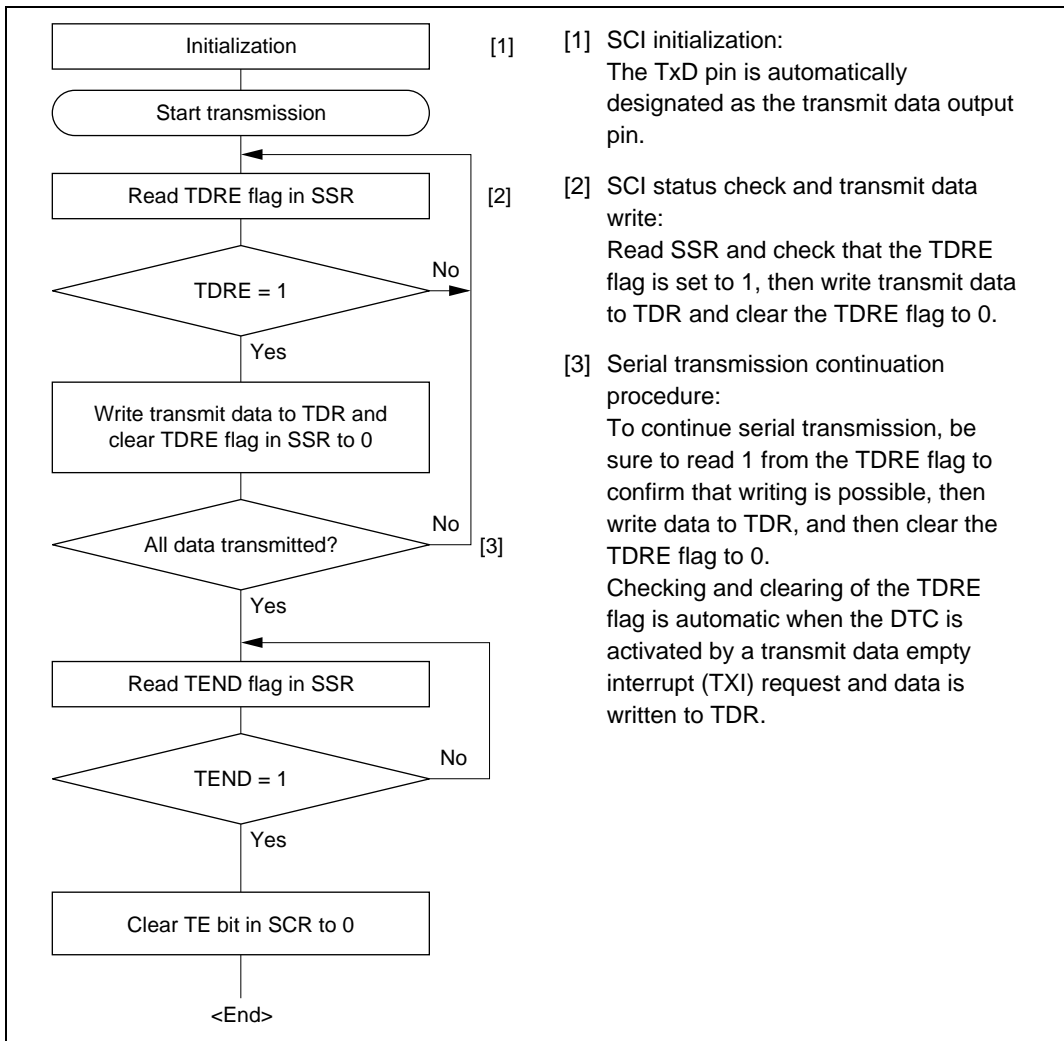 Initialization
[1]
Start transmission
Read TDRE flag in SSR
[2]
No
TDRE = 1
Yes
Write transmit data to TDR and
clear TDRE flag in SSR to 0
No
All data transmitted?
[3]
Yes
Read TEND flag in SSR
No
TEND = 1
Yes
Clear TE bit in SCR to 0
<End>
[1] SCI initialization:
The TxD pin is automatically
designated as the transmit data output
pin.
[2] SCI status check and transmit data
write:
Read SSR and check that the TDRE
flag is set to 1, then write transmit data
to TDR and clear the TDRE flag to 0.
[3] Serial transmission continuation
procedure:
To continue serial transmission, be
sure to read 1 from the TDRE flag to
confirm that writing is possible, then
write data to TDR, and then clear the
TDRE flag to 0.
Checking and clearing of the TDRE
flag is automatic when the DTC is
activated by a transmit data empty
interrupt (TXI) request and data is
written to TDR.